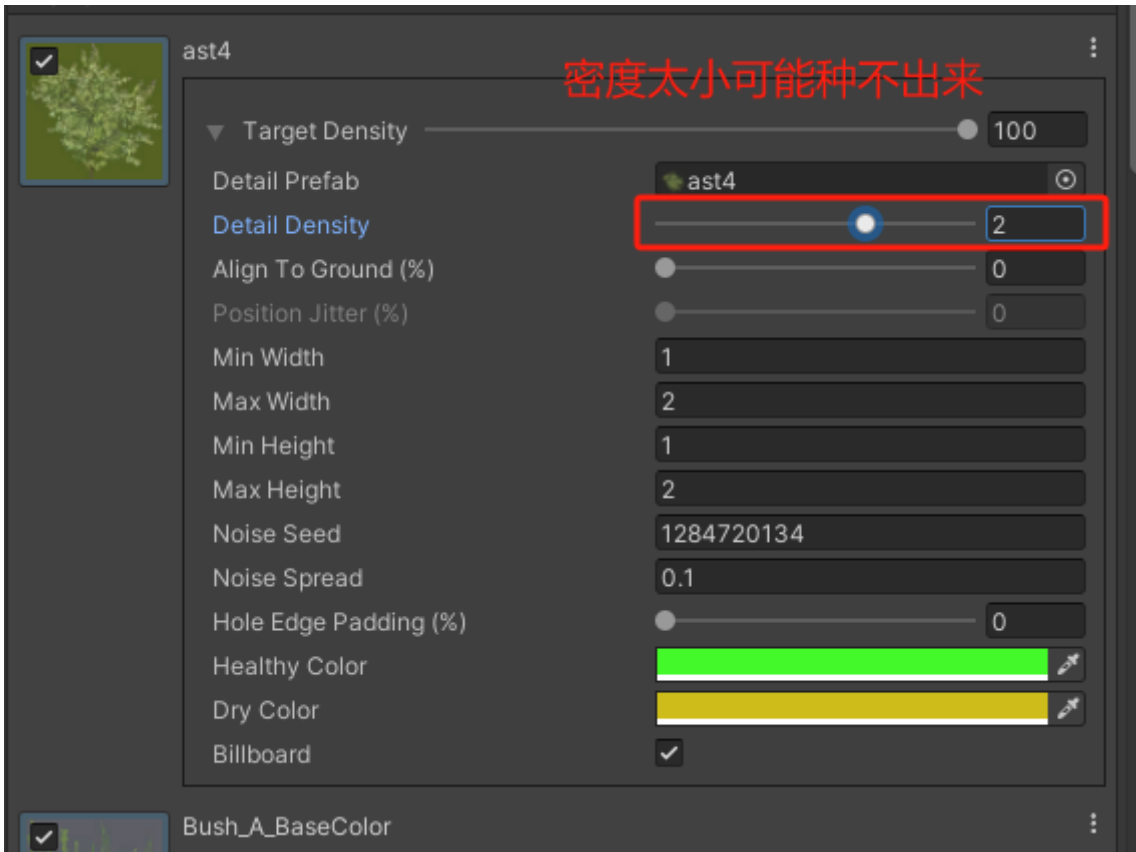 ast4
密度太小可能种不出来
Target Density 100
Detail Prefab ast4
Detail Density 2
Align To Ground (%) 0
Position Jitter (%) 0
Min Width 1
Max Width 2
Min Height 1
Max Height 2
Noise Seed 1284720134
Noise Spread 0.1
Hole Edge Padding (%) 0
Healthy Color
Dry Color
Billboard
Bush_A_BaseColor